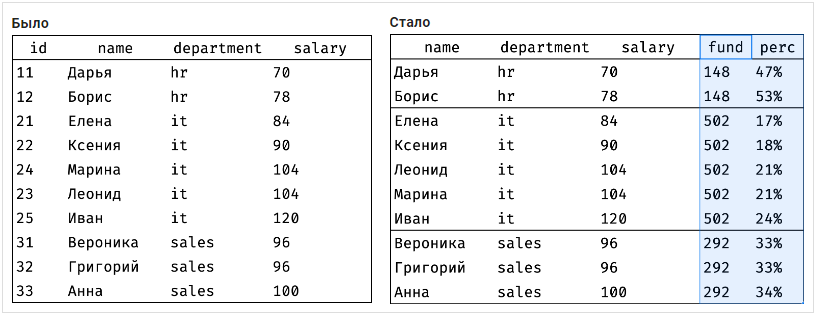 Было
id name department salary
11 Дарья hr 70
12 Борис hr 78
21 Елена it 84
22 Ксения it 90
24 Марина it 104
23 Леонид it 104
25 Иван it 120
31 Вероника sales 96
32 Григорий sales 96
33 Анна sales 100
Стало
name department salary fund perc
Дарья hr 70 148 47%
Борис hr 78 148 53%
Елена it 84 502 17%
Ксения it 90 502 18%
Леонид it 104 502 21%
Марина it 104 502 21%
Иван it 120 502 24%
Вероника sales 96 292 33%
Григорий sales 96 292 33%
Анна sales 100 292 34%